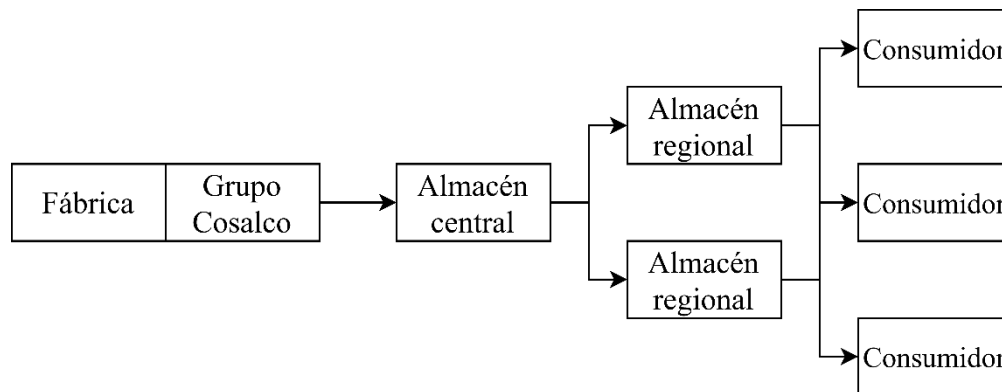 Fábrica
Grupo
Cosalco
Almacén
central
Almacén
regional
Almacén
regional
Consumidor
Consumidor
Consumidor